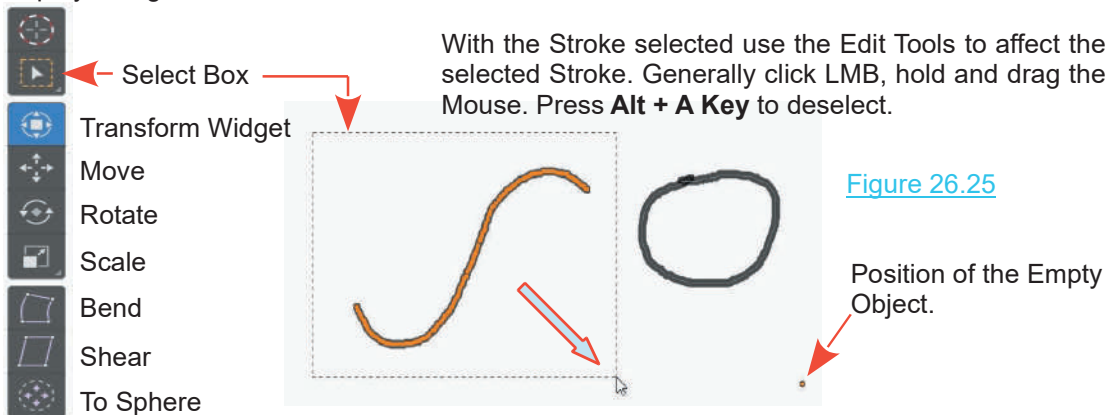 Select Box
With the Stroke selected use the Edit Tools to affect the
selected Stroke. Generally click LMB, hold and drag the
Mouse. Press Alt + A Key to deselect.
Transform Widget
Move
Figure 26.25
Rotate
Scale
Position of the Empty
Object.
Bend
Shear
To Sphere